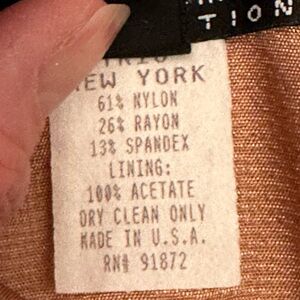 TION
NEW YORK
61% NYLON
26% RAYON
13% SPANDEX
LINING:
100% ACETATE
DRY CLEAN ONLY
MADE IN U.S.A.
RN# 91872